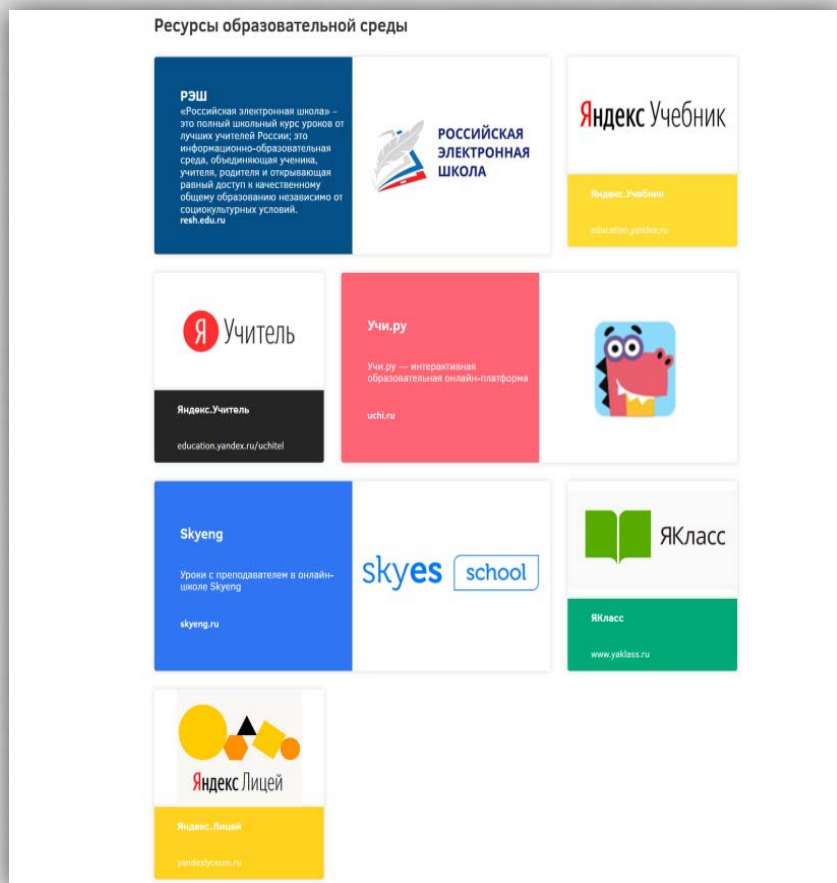 Ресурсы образовательной среды
РЭШ
«Российская электронная школа» –
это полный школьный курс уроков от
лучших учителей России; это
информационно-образовательная
среда, объединяющая ученика,
учителя, родителя и открывающая
равный доступ к качественному
общему образованию независимо от
социокультурных условий.
resh.edu.ru
РОССИЙСКАЯ
ЭЛЕКТРОННАЯ
ШКОЛА
Яндекс Учебник
Яндекс.Учебник
education.yandex.ru
Я Учитель
Яндекс.Учитель
education.yandex.ru/uchitel
Учи.ру
Учи.ру — интерактивная
образовательная онлайн-платформа
uchi.ru
Skyeng
Уроки с преподавателем в онлайн-
школе Skyeng
skyeng.ru
skyes school
ЯКласс
ЯКласс
www.yaklass.ru
Яндекс Лицей
Яндекс.Лицей
yandexlyceum.ru